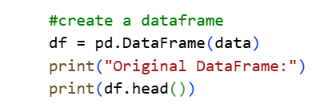 #create a dataframe
df = pd.DataFrame(data)
print("Original DataFrame:")
print(df.head())